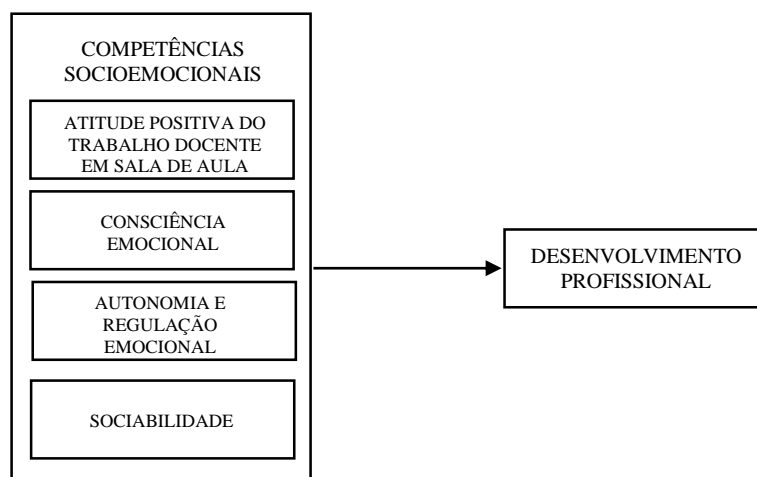 COMPETÊNCIAS
SOCIOEMOCIONAIS
ATITUDE POSITIVA DO
TRABALHO DOCENTE
EM SALA DE AULA
CONSCIÊNCIA
EMOCIONAL
AUTONOMIA E
REGULAÇÃO
EMOCIONAL
SOCIABILIDADE
DESENVOLVIMENTO
PROFISSIONAL